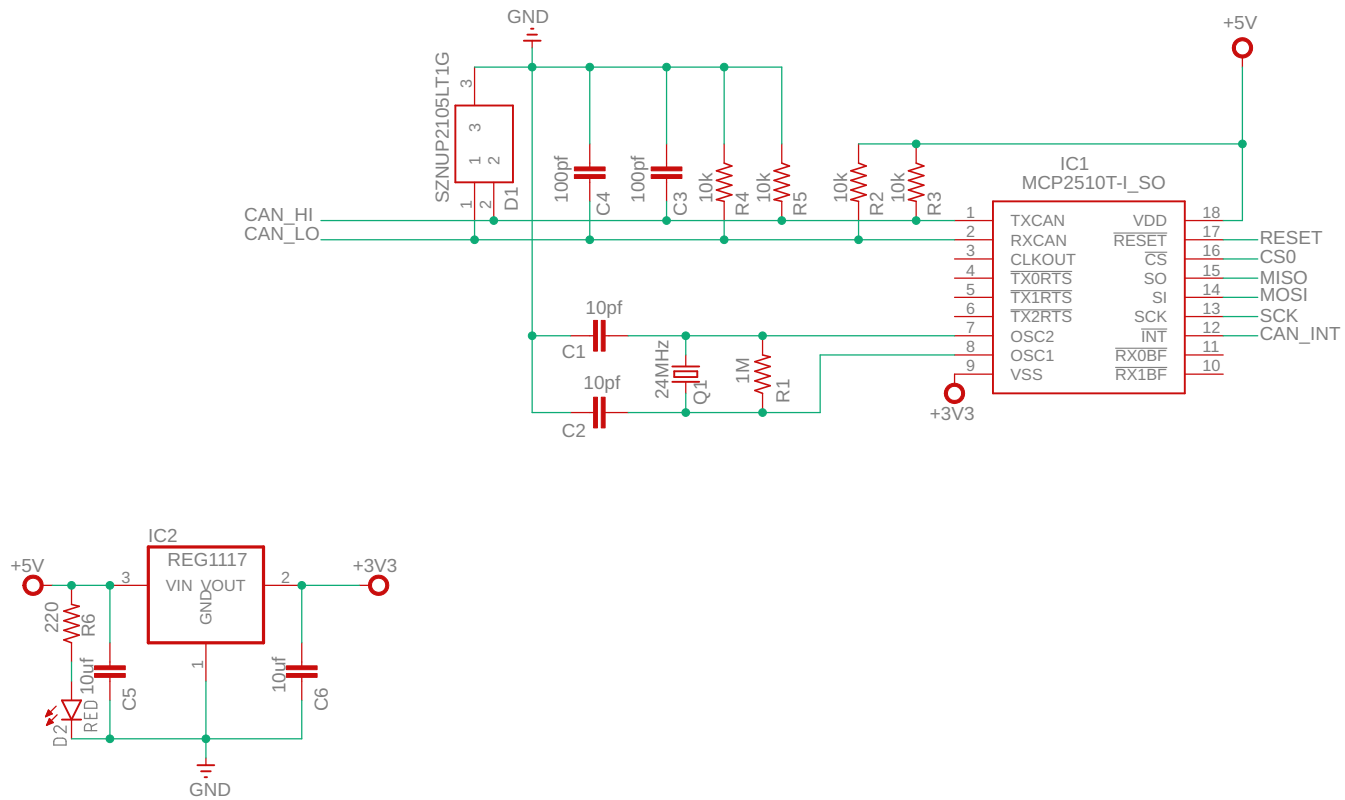 GND
+5V
SZNUP2105LT1G
3
3
1 2
1
2
D1
100pf
C4
100pf
C3
10k
R4
10k
R5
10k
R2
10k
R3
IC1
MCP2510T-I_SO
CAN_HI
CAN_LO
1 TXCAN VDD 18
2 RXCAN RESET 17 RESET
3 CLKOUT CS 16 CS0
4 TX0RTS SO 15 MISO
5 TX1RTS SI 14 MOSI
6 TX2RTS SCK 13 SCK
7 OSC2 INT 12 CAN_INT
8 OSC1 RX0BF 11
9 VSS RX1BF 10
+3V3
10pf
C1
10pf
C2
24MHz
Q1
1M
R1
IC2
REG1117
+5V
3
VIN VOUT
GND
2
+3V3
1
220
R6
10uf
C5
10uf
C6
D2
RED
GND